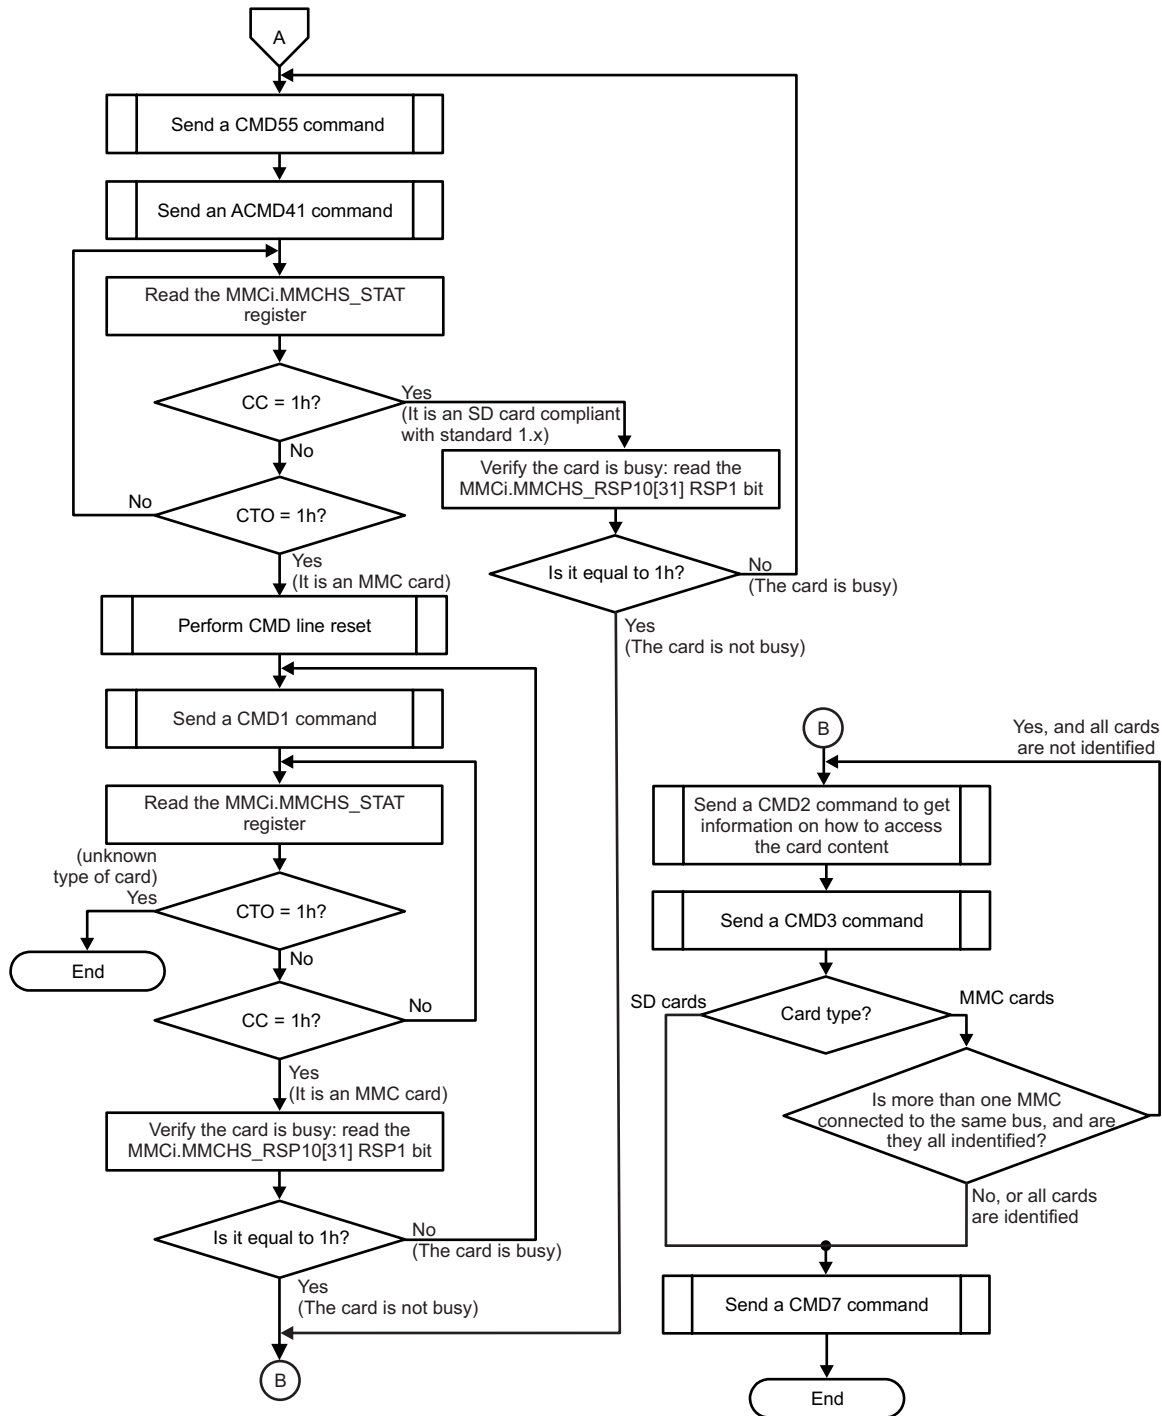 A
Send a CMD55 command
Send an ACMD41 command
Read the MMCi.MMCHS_STAT
register
CC = 1h?
Yes
(It is an SD card compliant
with standard 1.x)
No
Verify the card is busy: read the
MMCi.MMCHS_RSP10[31] RSP1 bit
No
CTO = 1h?
Is it equal to 1h?
No
(The card is busy)
Yes
(It is an MMC card)
Yes
(The card is not busy)
Perform CMD line reset
Send a CMD1 command
Read the MMCi.MMCHS_STAT
register
(unknown
type of card)
Yes
CTO = 1h?
End
No
CC = 1h?
No
Yes
(It is an MMC card)
Verify the card is busy: read the
MMCi.MMCHS_RSP10[31] RSP1 bit
Is it equal to 1h?
No
(The card is busy)
Yes
(The card is not busy)
B
B
Yes, and all cards
are not identified
Send a CMD2 command to get
information on how to access
the card content
Send a CMD3 command
SD cards
Card type?
MMC cards
Is more than one MMC
connected to the same bus, and are
they all indentified?
No, or all cards
are identified
Send a CMD7 command
End